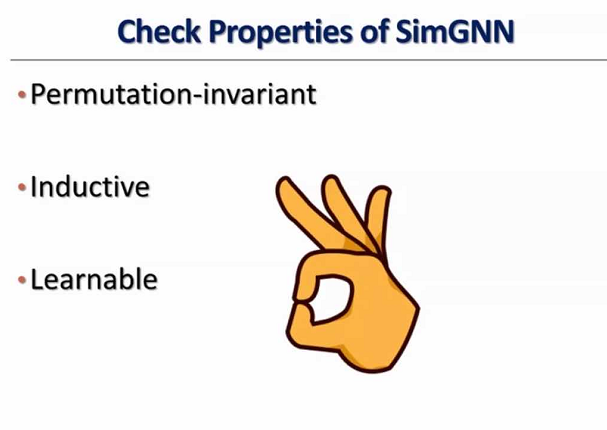 Check Properties of SimGNN
•Permutation-invariant
•Inductive
•Learnable